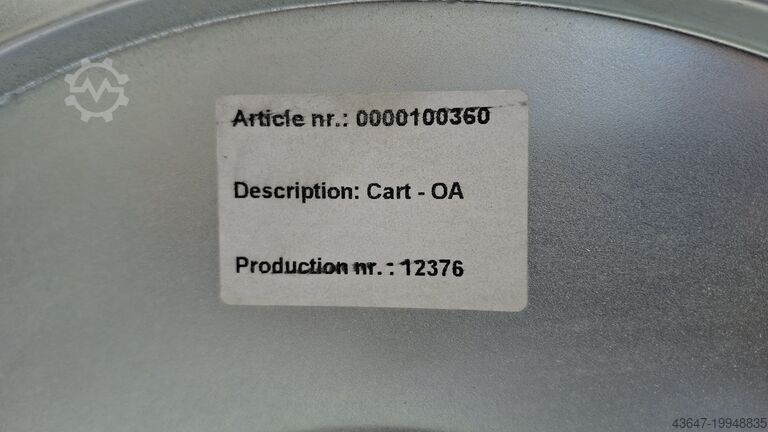 Article nr.: 0000100360
Description: Cart - OA
Production nr. : 12376
43647-19948835